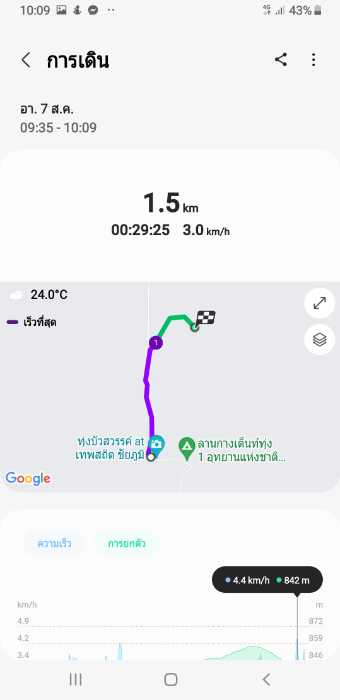 10:09
4G
43%
การเดิน
อา. 7 ส.ค.
09:35 - 10:09
1.5 km
00:29:25 3.0 km/h
24.0°C
เร็วที่สุด
1
ทุ่งบัวสวรรค์ at
เทพสถิต ชัยภูมิ
ลานกางเต็นท์ทุ่ง
1 อุทยานแห่งชาติ...
Google
ความเร็ว
การยกตัว
4.4 km/h
842 m
km/h
m
4.9
872
4.2
859
3.4
846